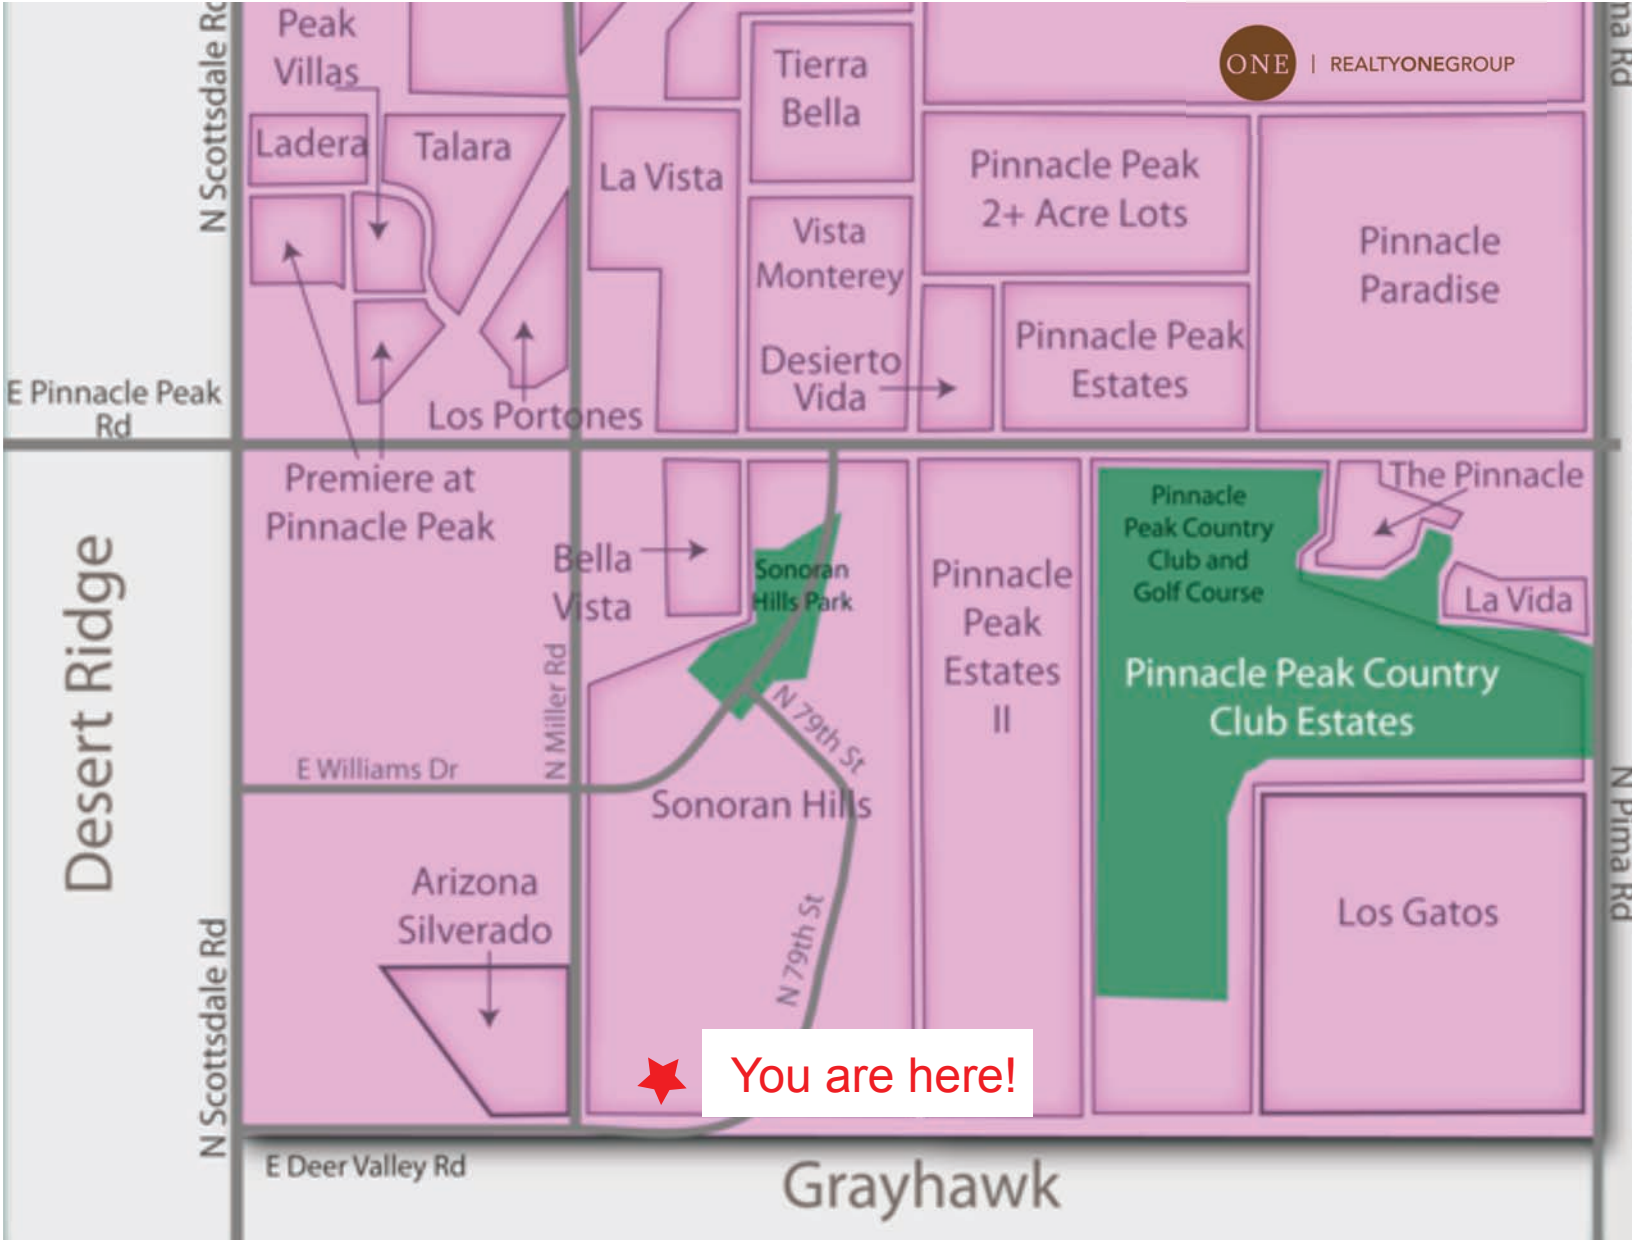 N Scottsdale Rd
Peak
Villas
Ladera
Talara
La Vista
Tierra
Bella
ONE | REALTYONEGROUP
ma Rd
Pinnacle Peak
2+ Acre Lots
Vista
Monterey
Pinnacle
Paradise
Desierto
Vida
Pinnacle Peak
Estates
E Pinnacle Peak
Rd
Los Portones
Premiere at
Pinnacle Peak
Desert Ridge
Bella
Vista
Sonoran
Hills Park
Pinnacle
Peak
Estates
II
Pinnacle
Peak Country
Club and
Golf Course
The Pinnacle
La Vida
Pinnacle Peak Country
Club Estates
N Miller Rd
N 79th St
E Williams Dr
Sonoran Hills
N Pima Rd
Arizona
Silverado
N 79th St
Los Gatos
N Scottsdale Rd
You are here!
E Deer Valley Rd
Grayhawk